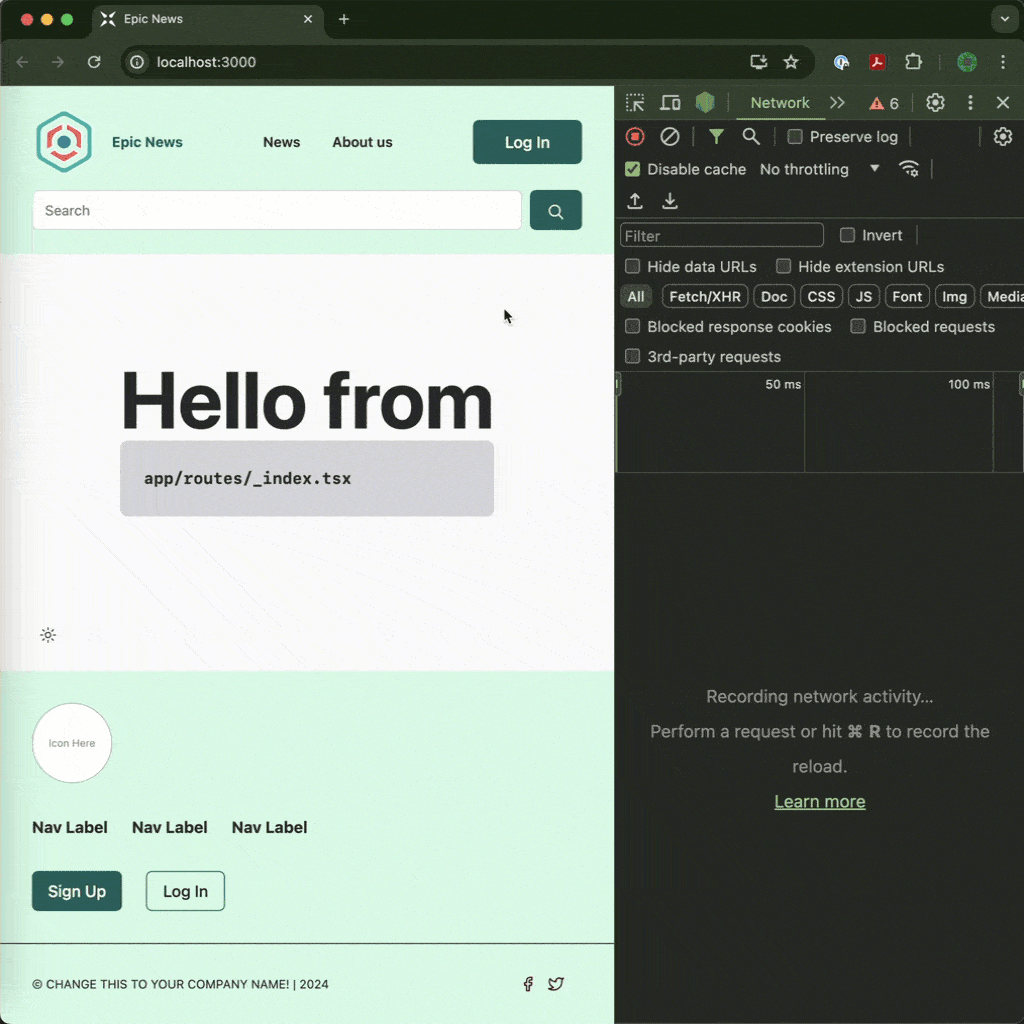 Epic News
localhost:3000
Epic News
News
About us
Log In
Search
Hello from
app/routes/_index.tsx
Icon Here
Nav Label
Nav Label
Nav Label
Sign Up
Log In
© CHANGE THIS TO YOUR COMPANY NAME! | 2024
Network
6
Preserve log
Disable cache
No throttling
Filter
Invert
Hide data URLs
Hide extension URLs
All
Fetch/XHR
Doc
CSS
JS
Font
Img
Media
Blocked response cookies
Blocked requests
3rd-party requests
50 ms
100 ms
Recording network activity...
Perform a request or hit ⌘ R to record the
reload.
Learn more